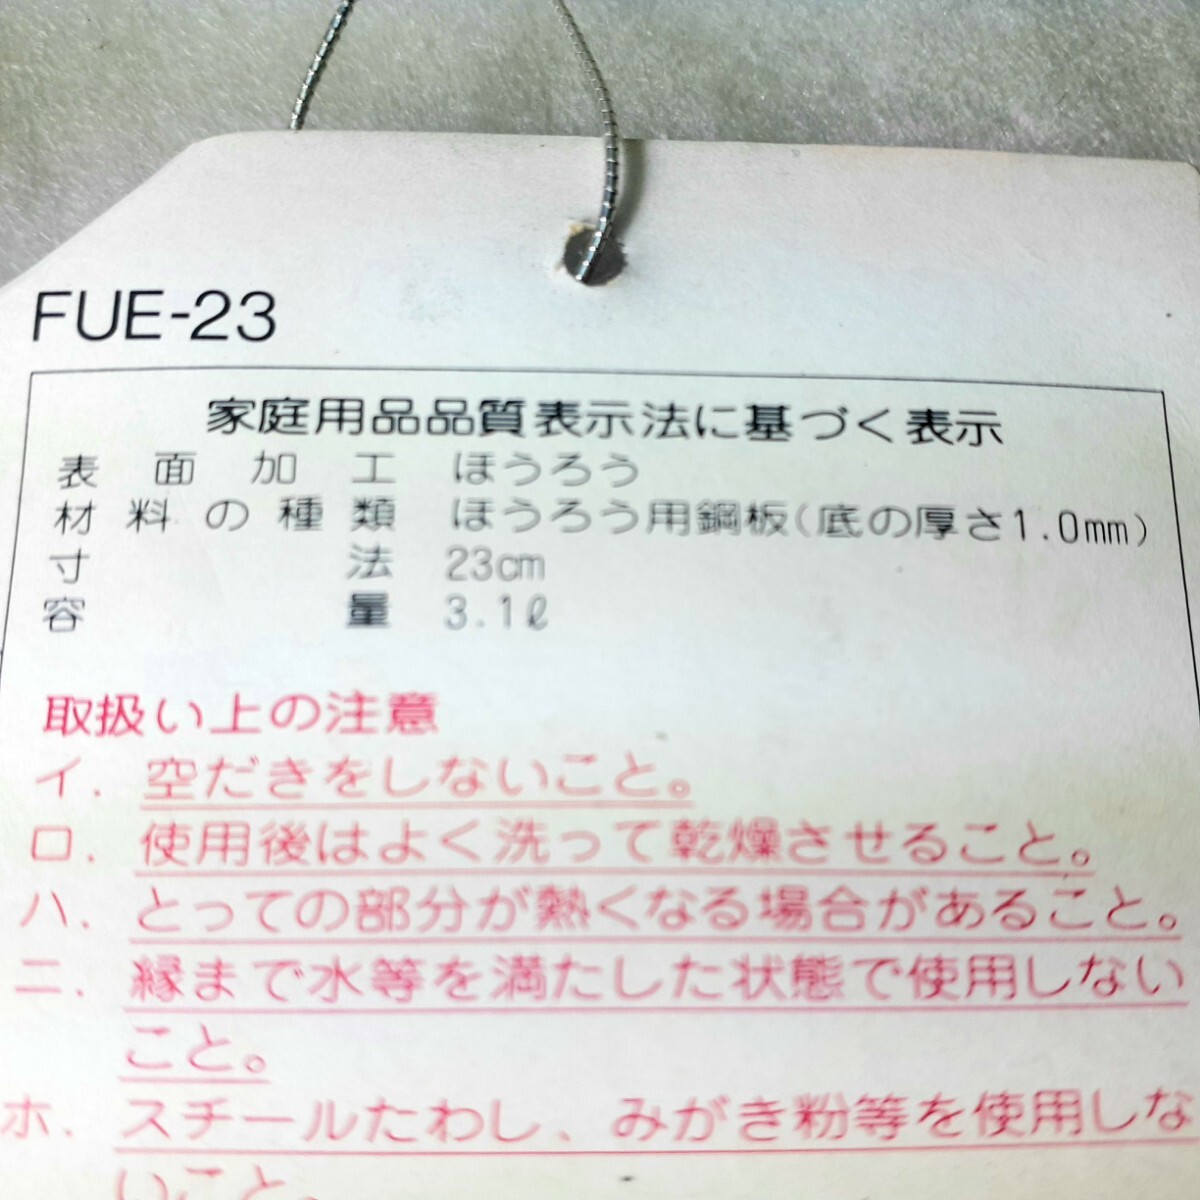 FUE-23
家庭用品品質表示法に基づく表示
表面加工 ほうろう
材料の種類 ほうろう用鋼板(底の厚さ1.0mm)
寸法 23cm
容量 3.1ℓ
取扱い上の注意
イ. 空だきをしないこと。
ロ. 使用後はよく洗って乾燥させること。
ハ. とっての部分が熱くなる場合があること。
ニ. 縁まで水等を満たした状態で使用しない
こと。
ホ. スチールたわし、みがき粉等を使用しな
いこと。